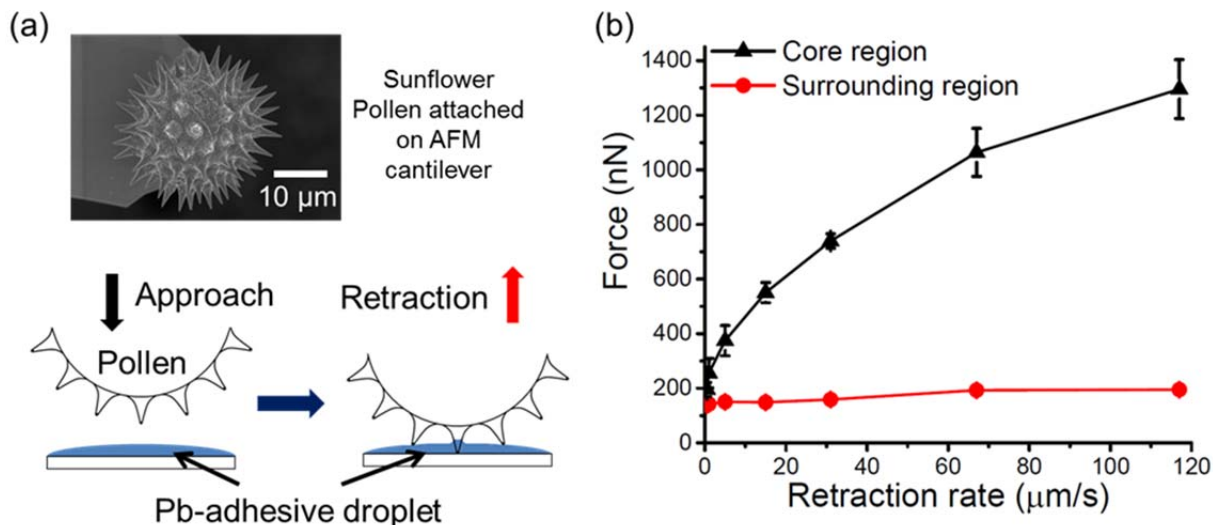 (a)
Sunflower
Pollen attached
on AFM
cantilever
10 µm
Approach
Retraction
Pollen
Pb-adhesive droplet
(b)
Core region
Surrounding region
Force (nN)
1400
1200
1000
800
600
400
200
0
0 20 40 60 80 100 120
Retraction rate (µm/s)